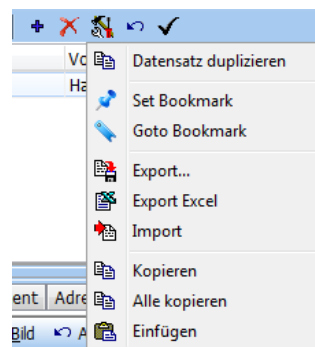 Vo
Datensatz duplizieren
Ha
Set Bookmark
Goto Bookmark
Export...
Export Excel
Import
Kopieren
ent Adre
Alle kopieren
Bild A
Einfügen